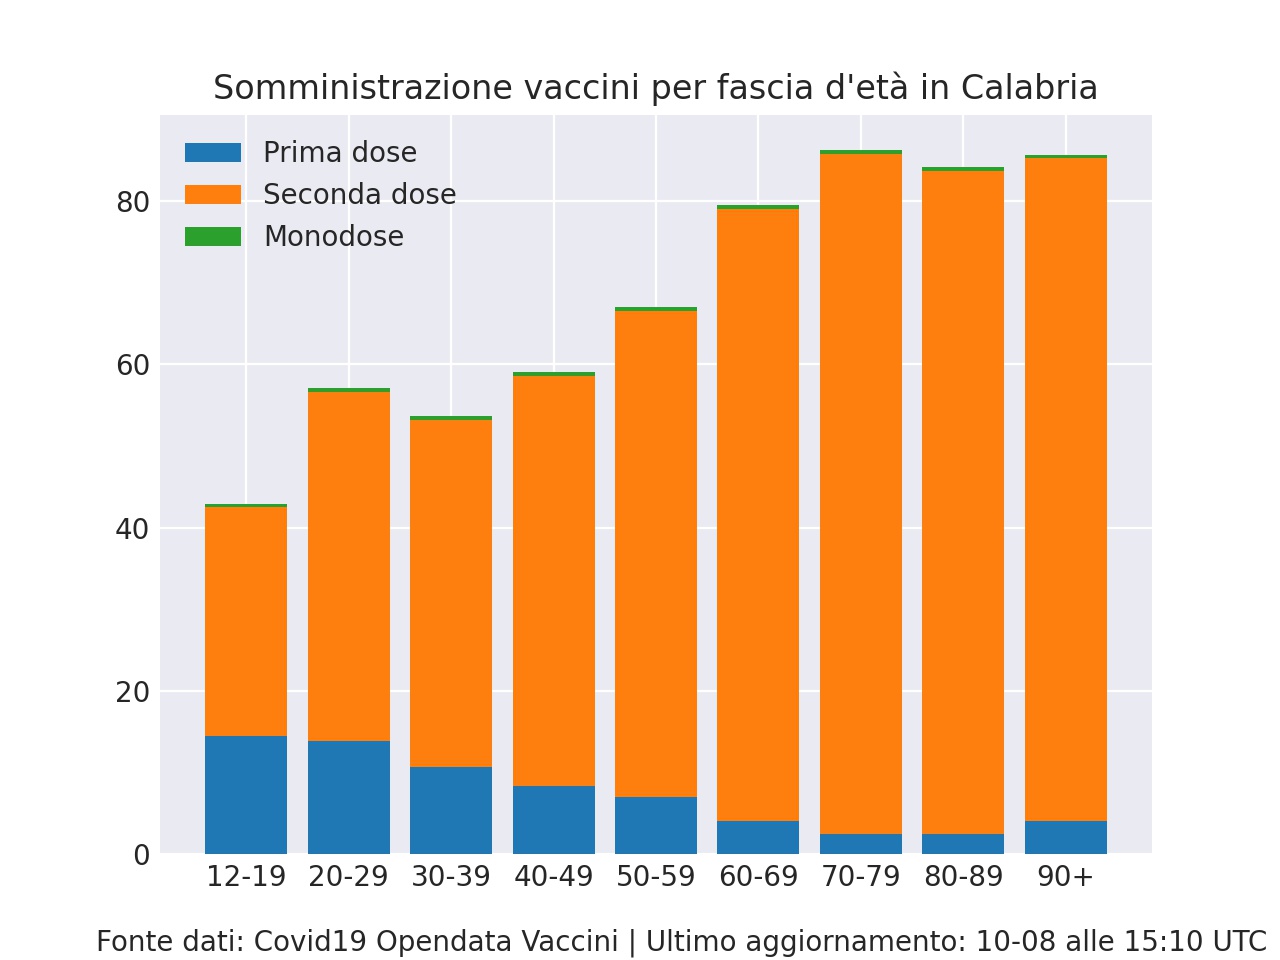 Somministrazione vaccini per fascia d'età in Calabria
Prima dose
Seconda dose
Monodose
80
60
40
20
0
12-19 20-29 30-39 40-49 50-59 60-69 70-79 80-89 90+
Fonte dati: Covid19 Opendata Vaccini | Ultimo aggiornamento: 10-08 alle 15:10 UTC